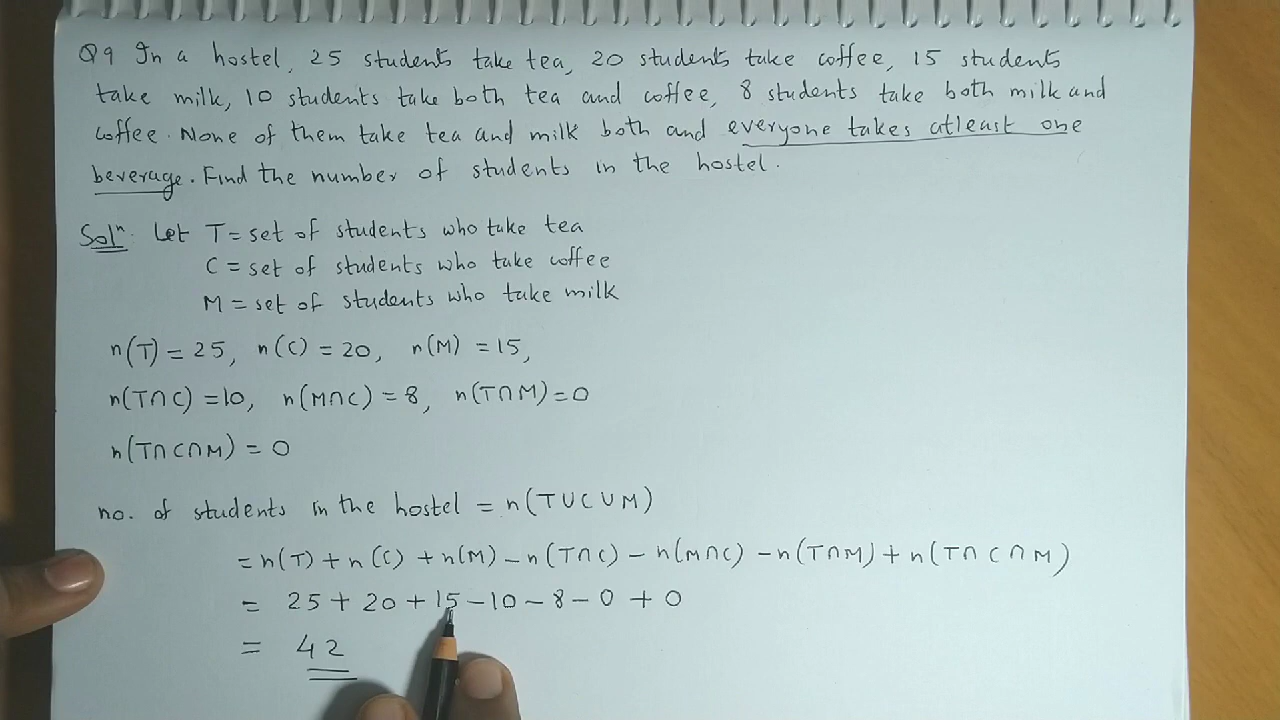 Q9 In a hostel, 25 students take tea, 20 students take coffee, 15 students
take milk, 10 students take both tea and coffee, 8 students take both milk and
coffee. None of them take tea and milk both and everyone takes atleast one
beverage. Find the number of students in the hostel.
Solⁿ. Let T = set of students who take tea
C = set of students who take coffee
M = set of students who take milk
n(T) = 25, n(C) = 20, n(M) = 15,
n(T∩C) = 10, n(M∩C) = 8, n(T∩M) = 0
n(T∩C∩M) = 0
no. of students in the hostel = n(T∪C∪M)
= n(T) + n(C) + n(M) - n(T∩C) - n(M∩C) - n(T∩M) + n(T∩C∩M)
= 25 + 20 + 15 - 10 - 8 - 0 + 0
= 42